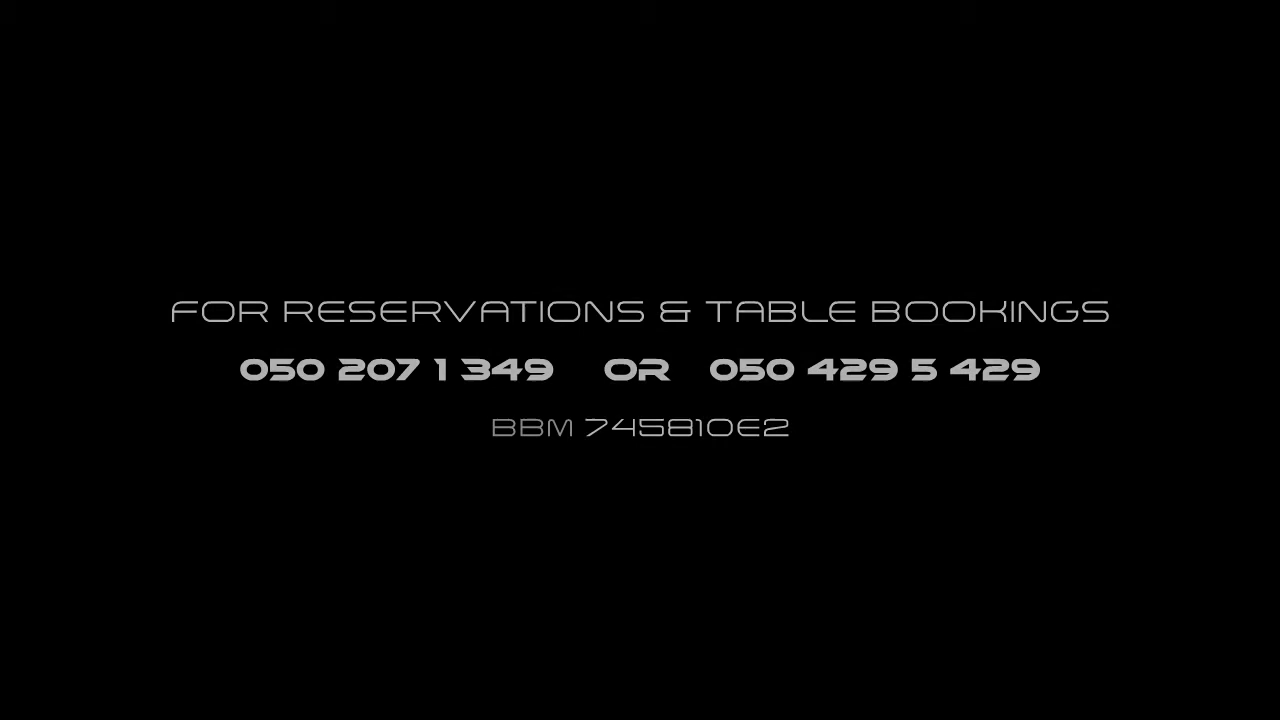 FOR RESERVATIONS & TABLE BOOKINGS
050 207 1 349 OR 050 429 5 429
BBM 745810E2